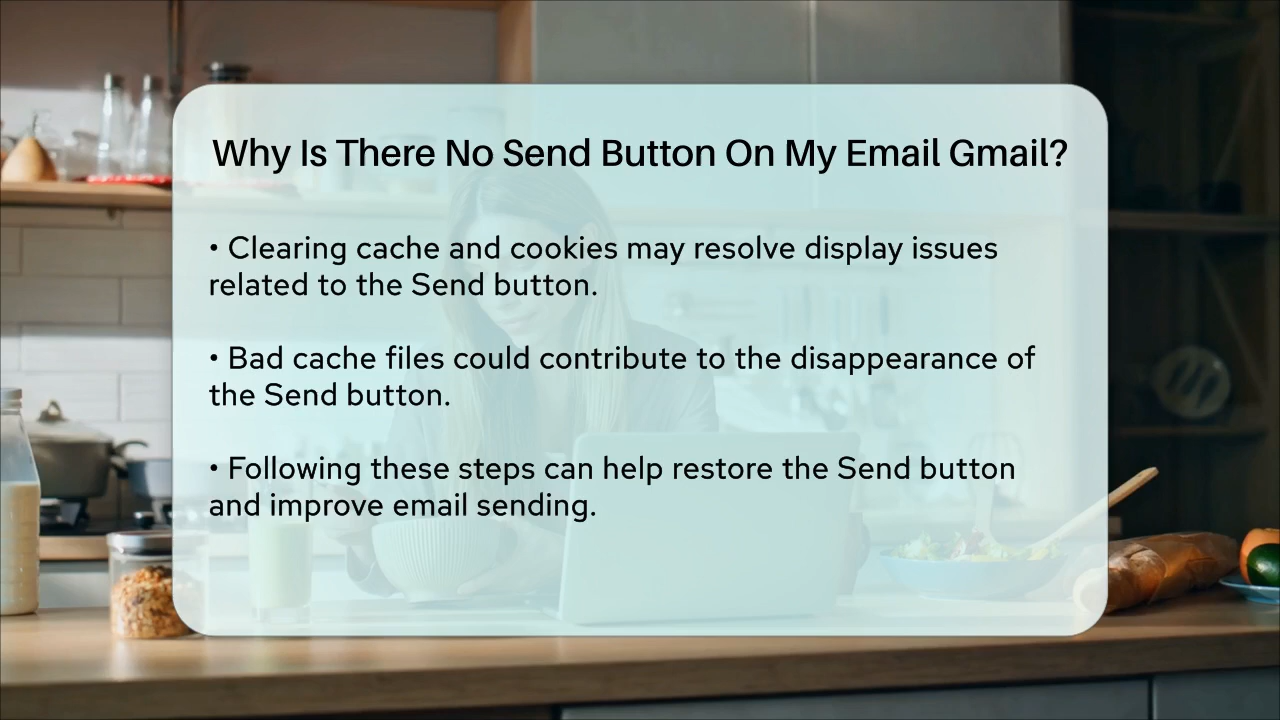 Why Is There No Send Button On My Email Gmail?
• Clearing cache and cookies may resolve display issues
related to the Send button.
• Bad cache files could contribute to the disappearance of
the Send button.
• Following these steps can help restore the Send button
and improve email sending.